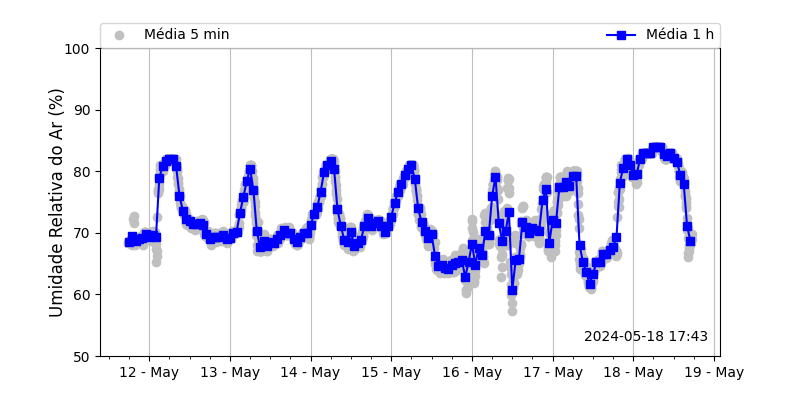 Média 5 min
Média 1 h
Umidade Relativa do Ar (%)
100
90
80
70
60
50
2024-05-18 17:43
12 - May
13 - May
14 - May
15 - May
16 - May
17 - May
18 - May
19 - May